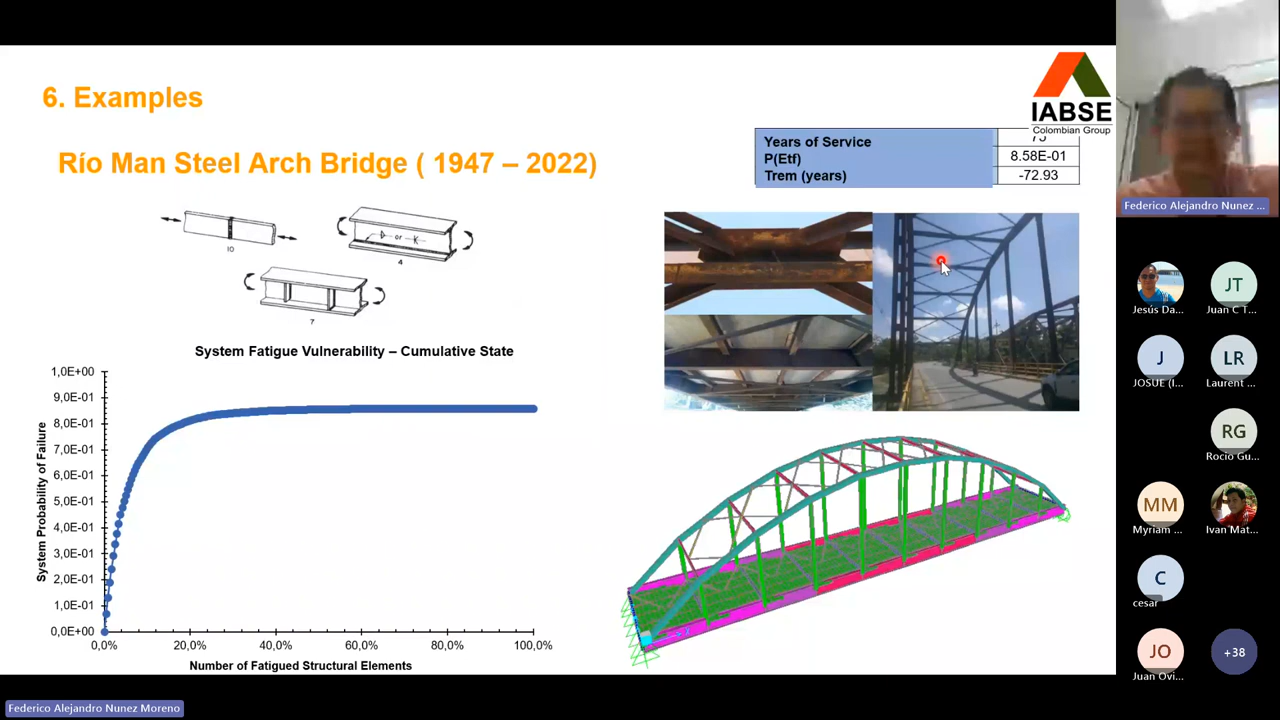 6. Examples
IABSE
Colombian Group
Río Man Steel Arch Bridge ( 1947 – 2022)
Years of Service
P(Etf) 8.58E-01
Trem (years) -72.93
10
D or K
4
7
System Fatigue Vulnerability – Cumulative State
System Probability of Failure
1,0E+00
9,0E-01
8,0E-01
7,0E-01
6,0E-01
5,0E-01
4,0E-01
3,0E-01
2,0E-01
1,0E-01
0,0E+00
0,0% 20,0% 40,0% 60,0% 80,0% 100,0%
Number of Fatigued Structural Elements
Federico Alejandro Nunez Moreno
Federico Alejandro Nunez ...
Jesús Da...
JT
Juan C T...
J
JOSUE (I...
LR
Laurent ...
RG
Rocio Gu...
MM
Myriam ...
Ivan Mat...
C
cesar
JO
Juan Ovi...
+38